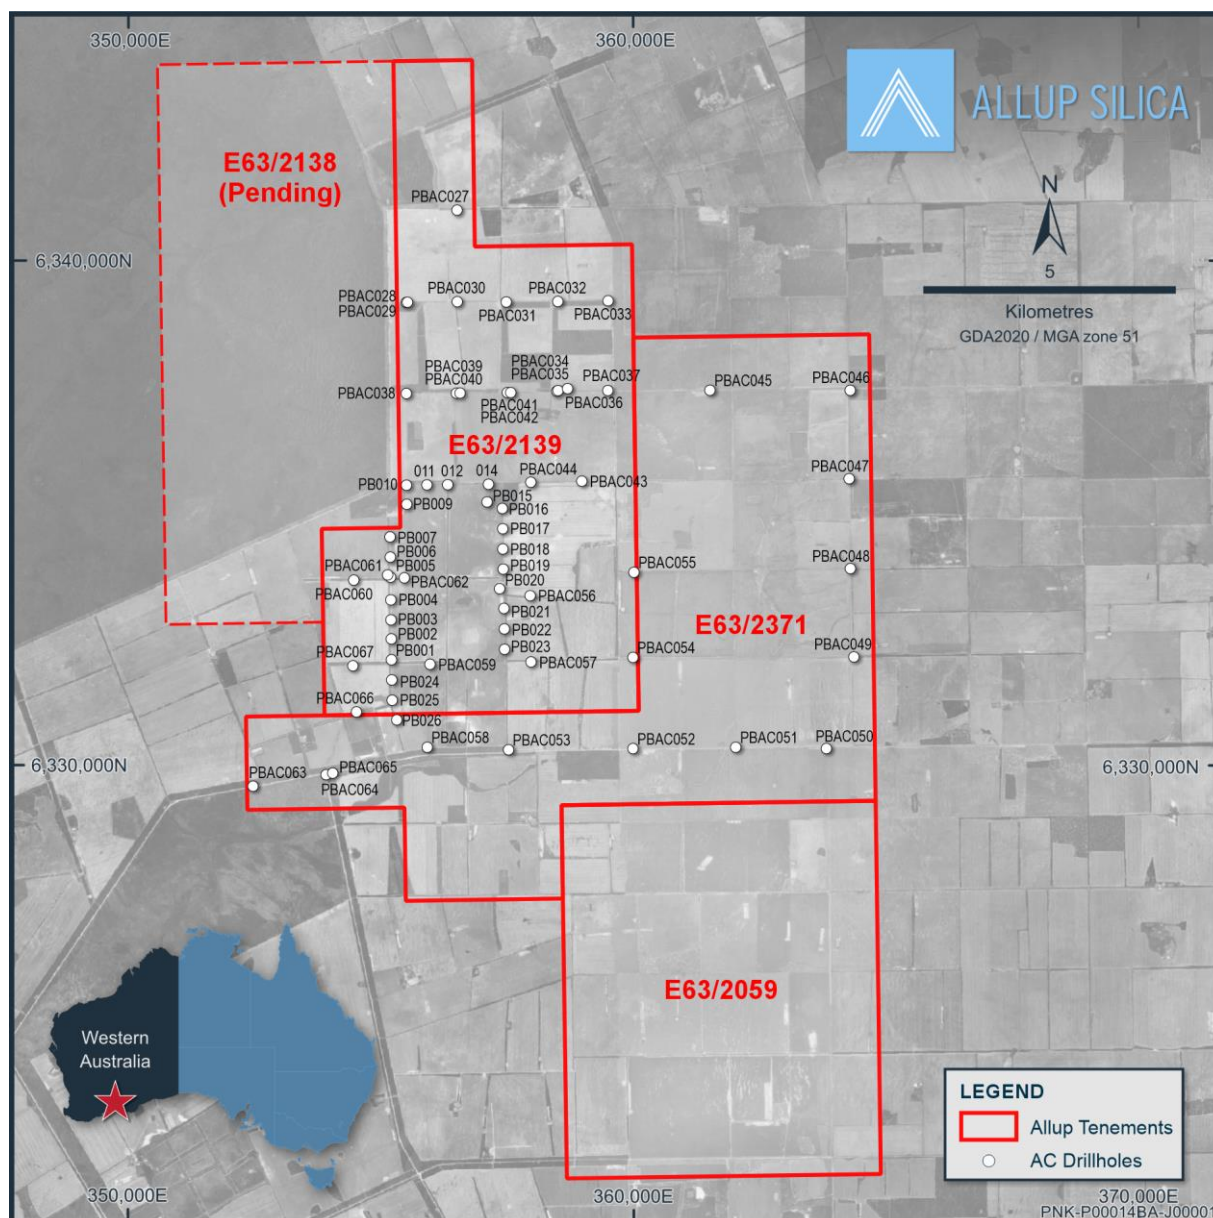 350,000E
360,000E
ALLUP SILICA
E63/2138
(Pending)
N
PBAC027
6,340,000N
5
Kilometres
GDA2020 / MGA zone 51
PBAC028
PBAC029
PBAC030
PBAC031
PBAC032
PBAC033
PBAC039
PBAC040
PBAC034
PBAC035
PBAC038
PBAC041
PBAC042
PBAC036
PBAC037
PBAC045
PBAC046
E63/2139
PB010
011
012
014
PBAC044
PBAC043
PBAC047
PB009
PB015
PB016
PB007
PB017
PB006
PB018
PBAC061
PB005
PB019
PBAC055
PBAC048
PBAC060
PBAC062
PB020
PBAC056
PB004
PB021
PB003
PB022
E63/2371
PB002
PB023
PBAC067
PB001
PBAC059
PBAC057
PBAC054
PBAC049
PB024
PBAC066
PB025
PB026
PBAC058
PBAC053
PBAC052
PBAC051
PBAC050
6,330,000N
6,330,000N
PBAC063
PBAC065
PBAC064
E63/2059
Western
Australia
LEGEND
Allup Tenements
AC Drillholes
350,000E
360,000E
370,000E
PNK-P00014BA-J00001